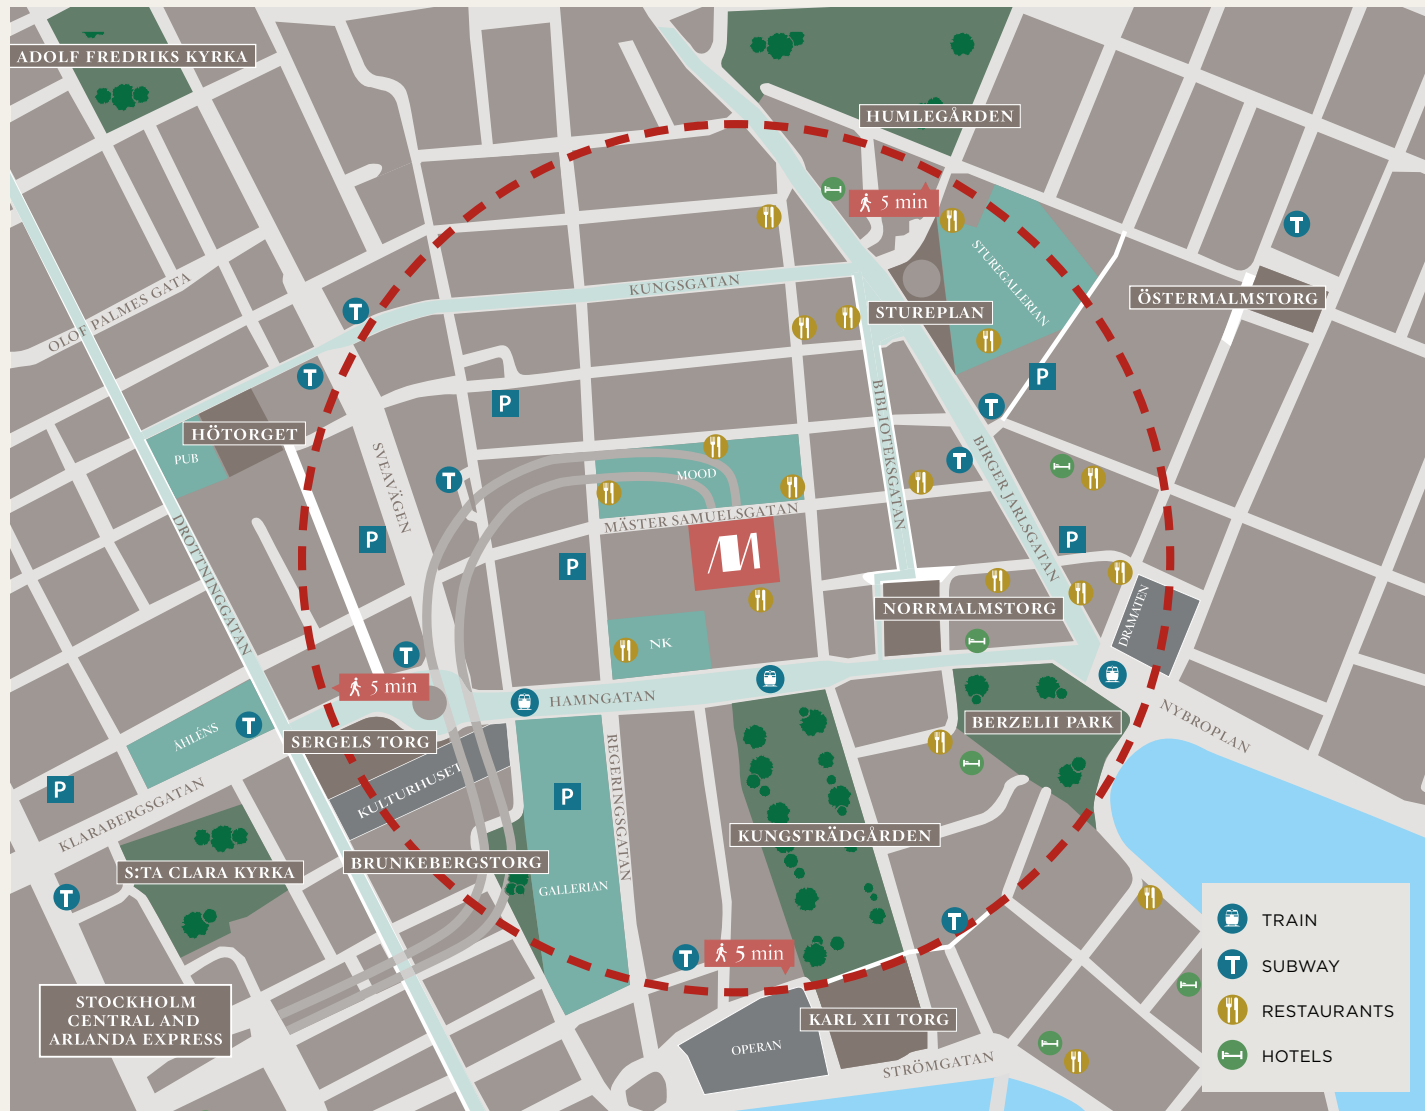 ADOLF FREDRIKS KYRKA
HUMLEGÅRDEN
5 min
STUREGALLERIAN
OLOF PALMES GATA
KUNGSGATAN
STUREPLAN
ÖSTERMALMSTORG
P
P
HÖTORGET
PUB
SVEAVÄGEN
BIBLIOTEKSGATAN
BIRGER JARLSGATAN
MOOD
MÄSTER SAMUELSGATAN
DROTTNINGGATAN
P
P
P
NORRMALMSTORG
DRAMATEN
NK
5 min
HAMNGATAN
ÅHLÉNS
SERGELS TORG
BERZELII PARK
NYBROPLAN
KULTURHUSET
REGERINGSGATAN
P
P
KLARABERGSGATAN
KUNGSTRÄDGÅRDEN
S:TA CLARA KYRKA
BRUNKEBERGSTORG
GALLERIAN
5 min
STOCKHOLM
CENTRAL AND
ARLANDA EXPRESS
KARL XII TORG
OPERAN
STRÖMGATAN
T
T
T
T
T
T
T
T
T
T
T
TRAIN
T
SUBWAY
RESTAURANTS
HOTELS